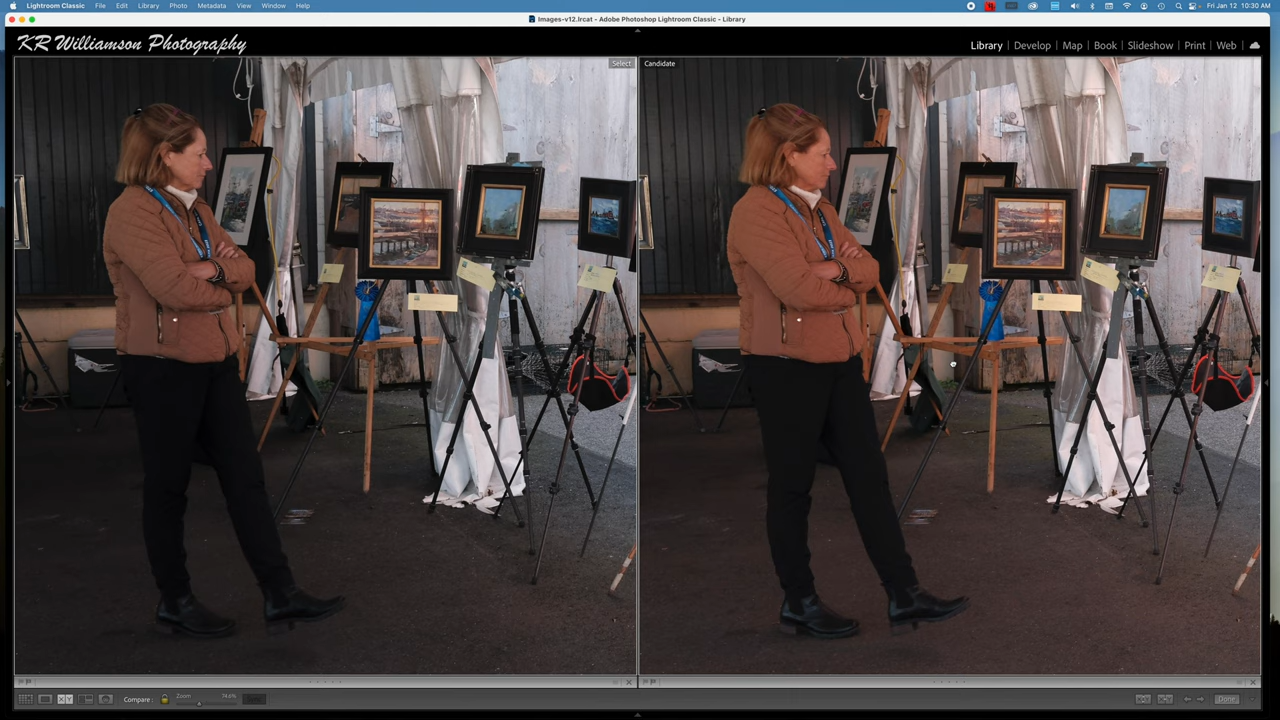 Lightroom Classic File Edit Library Photo Metadata View Window Help Fri Jan 12 10:30 AM
Images-v12.lrcat - Adobe Photoshop Lightroom Classic - Library
KR Williamson Photography
Library | Develop | Map | Book | Slideshow | Print | Web
Select
Candidate
Compare : Zoom 74.6% Done